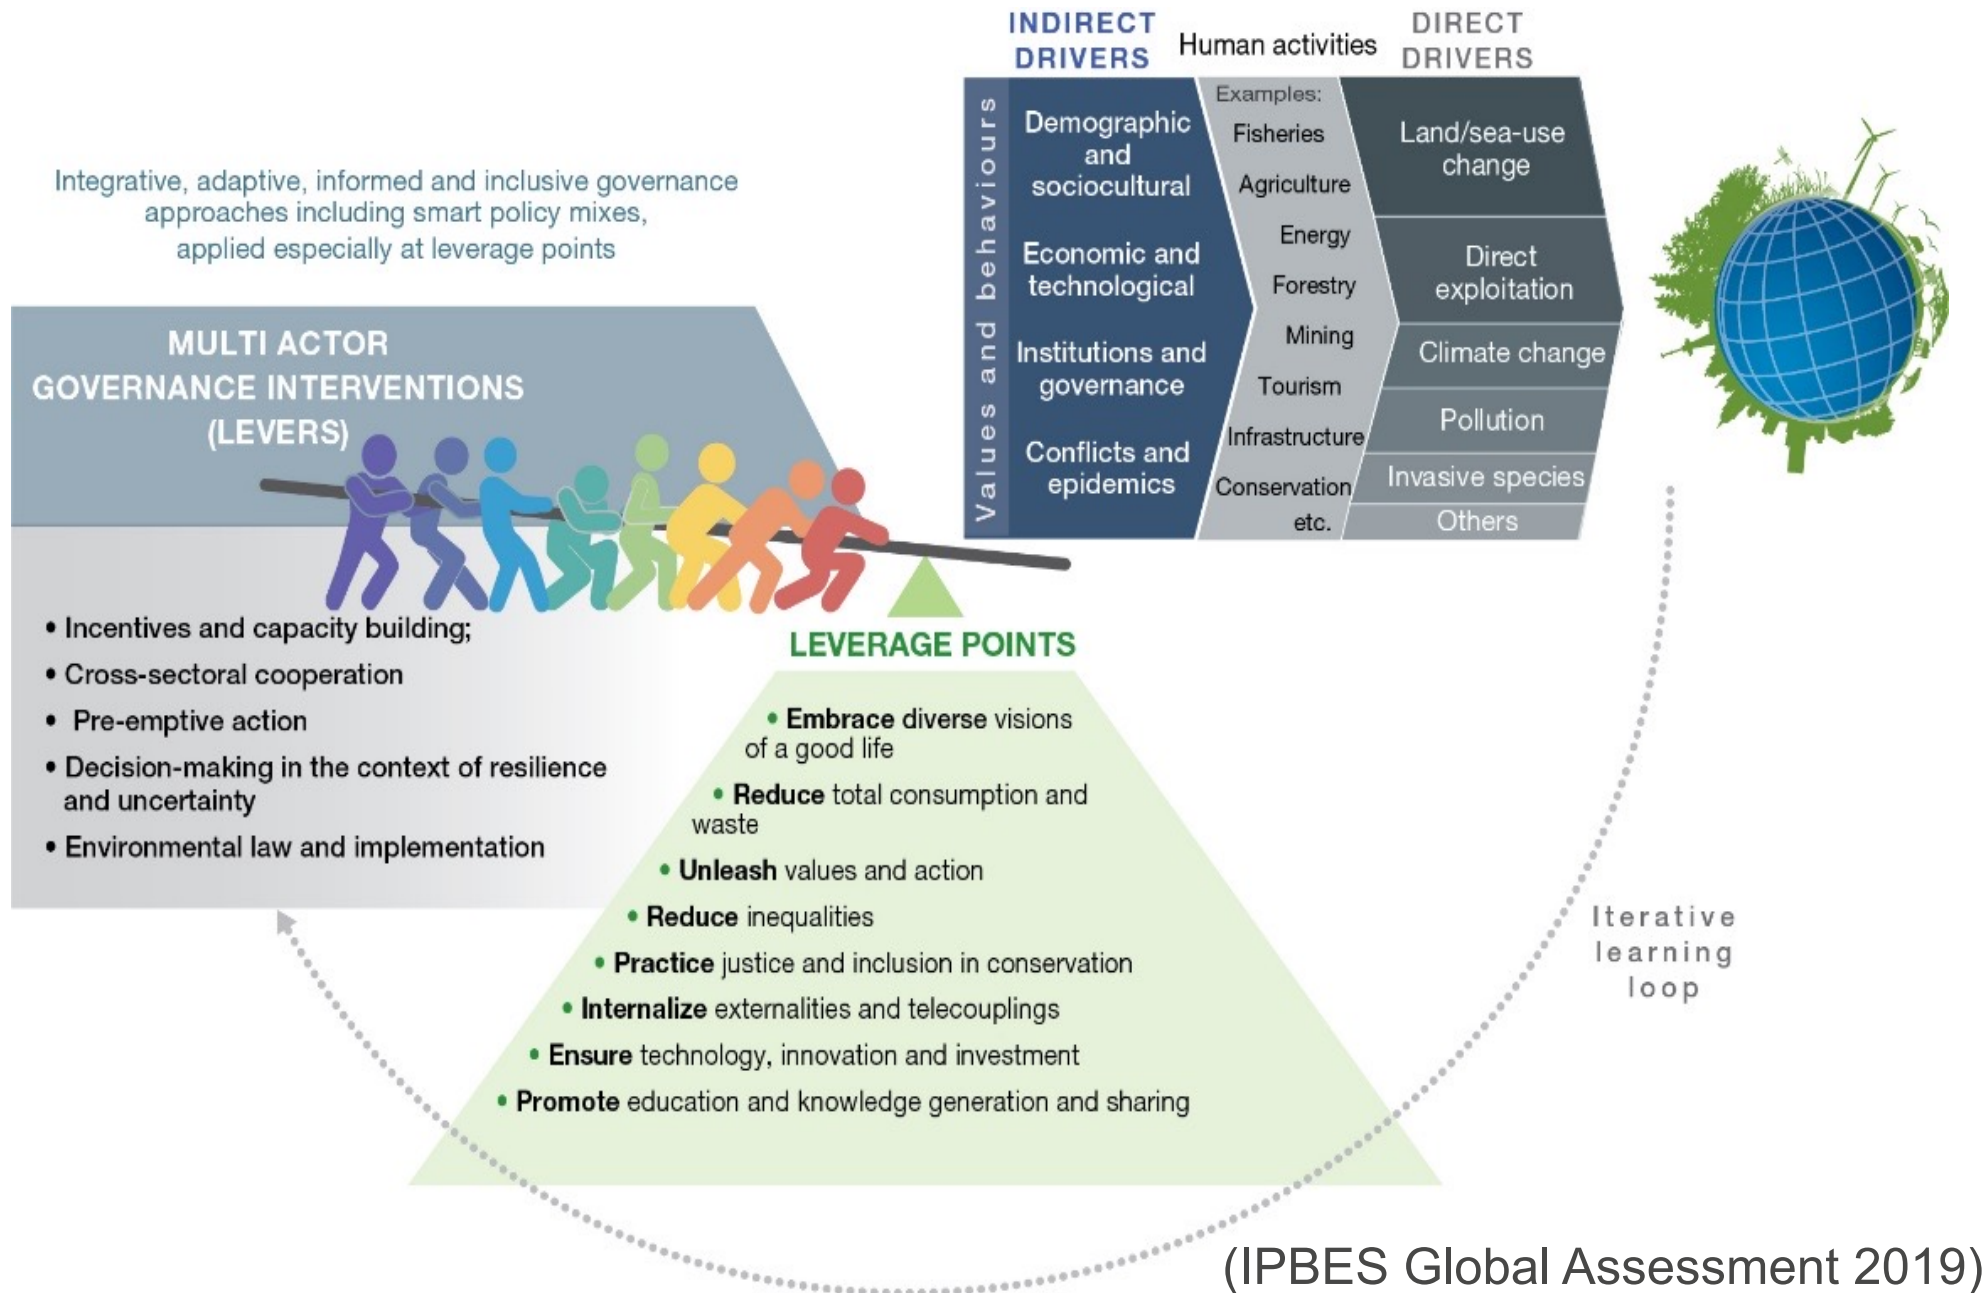 Integrative, adaptive, informed and inclusive governance
approaches including smart policy mixes,
applied especially at leverage points
MULTI ACTOR
GOVERNANCE INTERVENTIONS
(LEVERS)
• Incentives and capacity building;
• Cross-sectoral cooperation
• Pre-emptive action
• Decision-making in the context of resilience
and uncertainty
• Environmental law and implementation
LEVERAGE POINTS
• Embrace diverse visions
of a good life
• Reduce total consumption and
waste
• Unleash values and action
• Reduce inequalities
• Practice justice and inclusion in conservation
• Internalize externalities and telecouplings
• Ensure technology, innovation and investment
• Promote education and knowledge generation and sharing
INDIRECT
DRIVERS
Values and behaviours
Demographic
and
sociocultural
Economic and
technological
Institutions and
governance
Conflicts and
epidemics
Human activities
Examples:
Fisheries
Agriculture
Energy
Forestry
Mining
Tourism
Infrastructure
Conservation
etc.
DIRECT
DRIVERS
Land/sea-use
change
Direct
exploitation
Climate change
Pollution
Invasive species
Others
Iterative
learning
loop
(IPBES Global Assessment 2019)